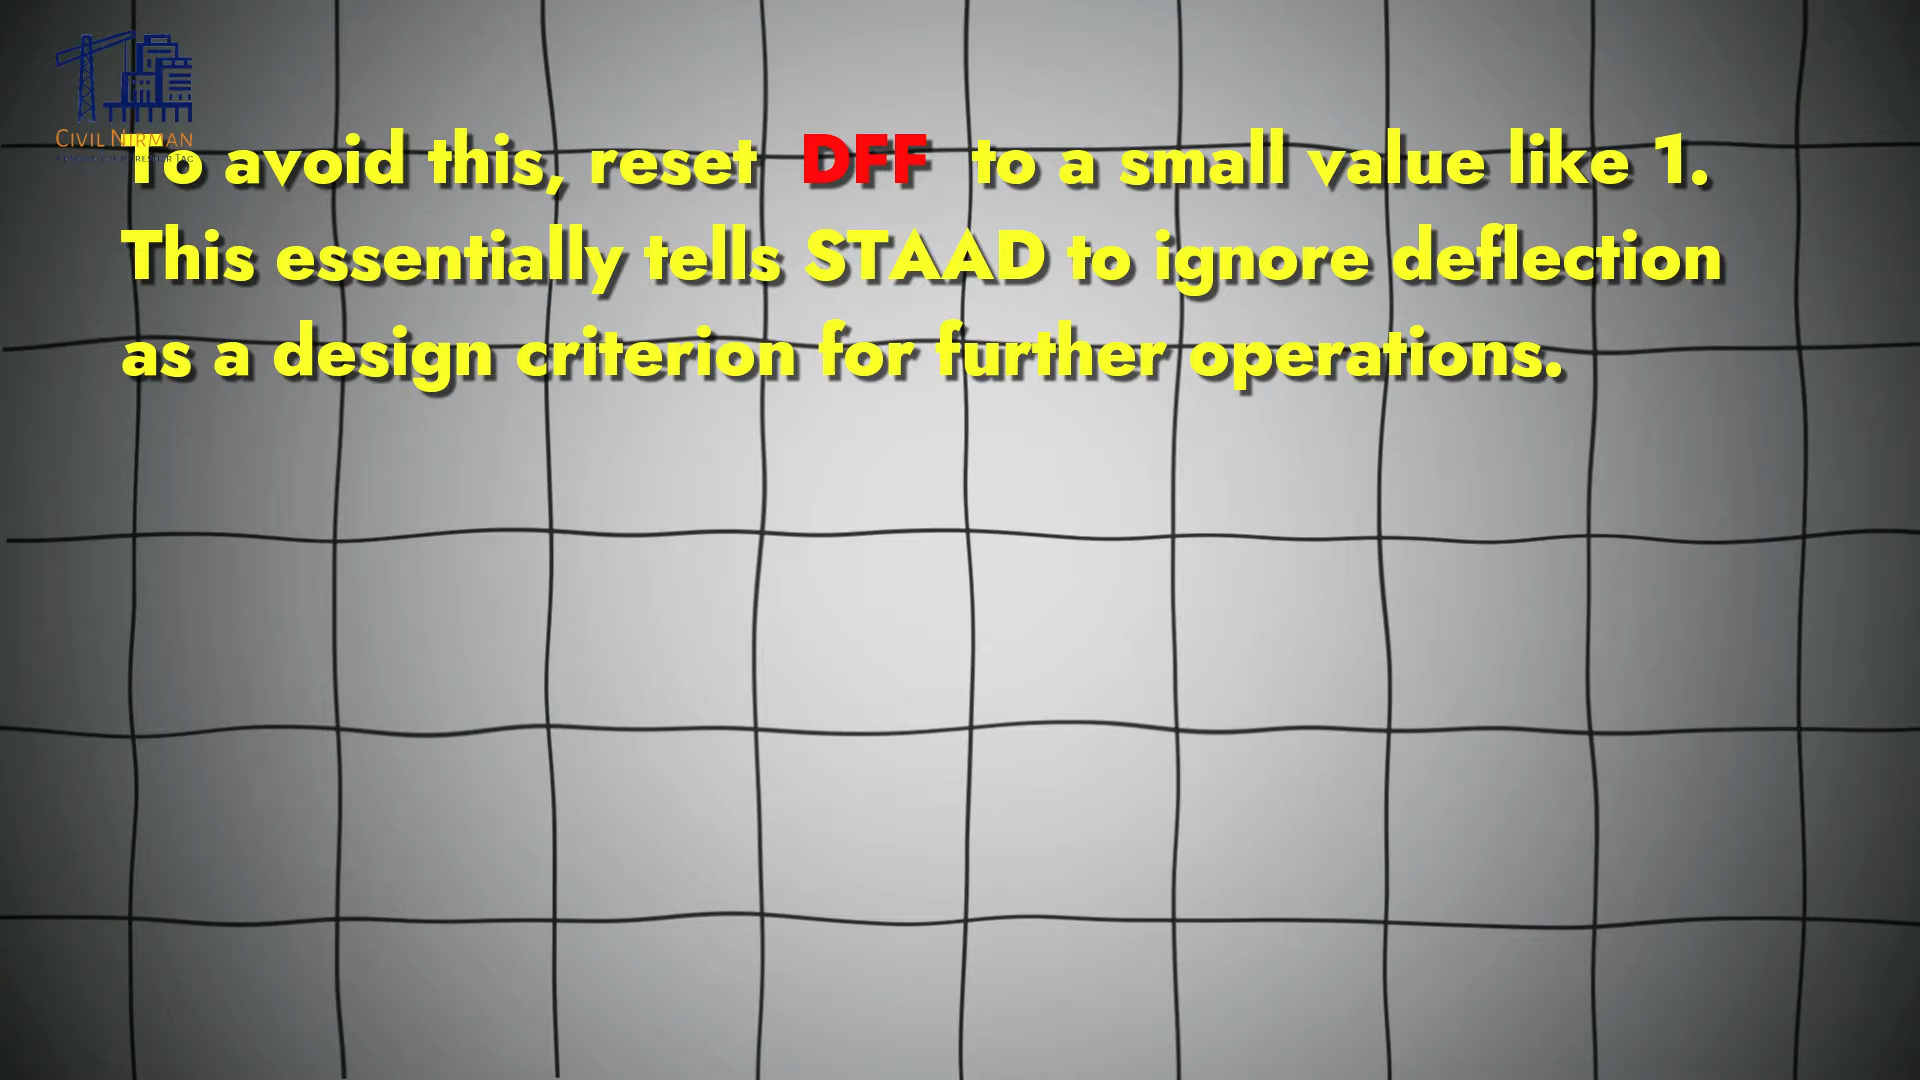 CIVIL NIRMAN
To avoid this, reset DFF to a small value like 1.
This essentially tells STAAD to ignore deflection
as a design criterion for further operations.